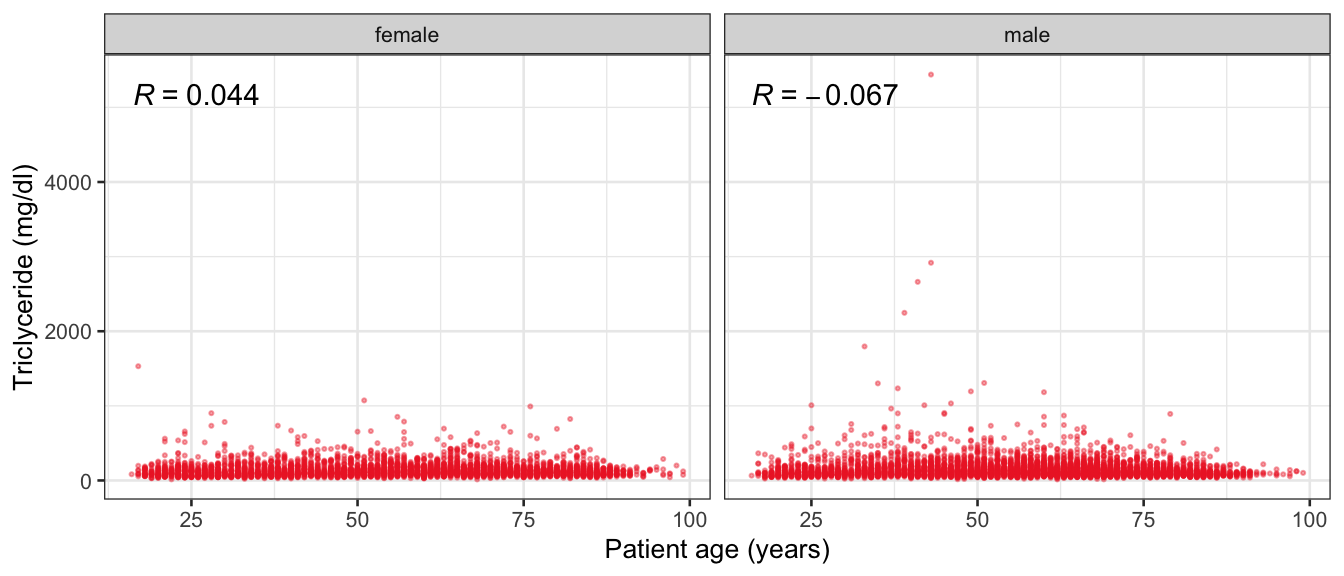 female
male
R = 0.044
R = −0.067
Triclyceride (mg/dl)
4000
2000
0
25
50
75
100
25
50
75
100
Patient age (years)